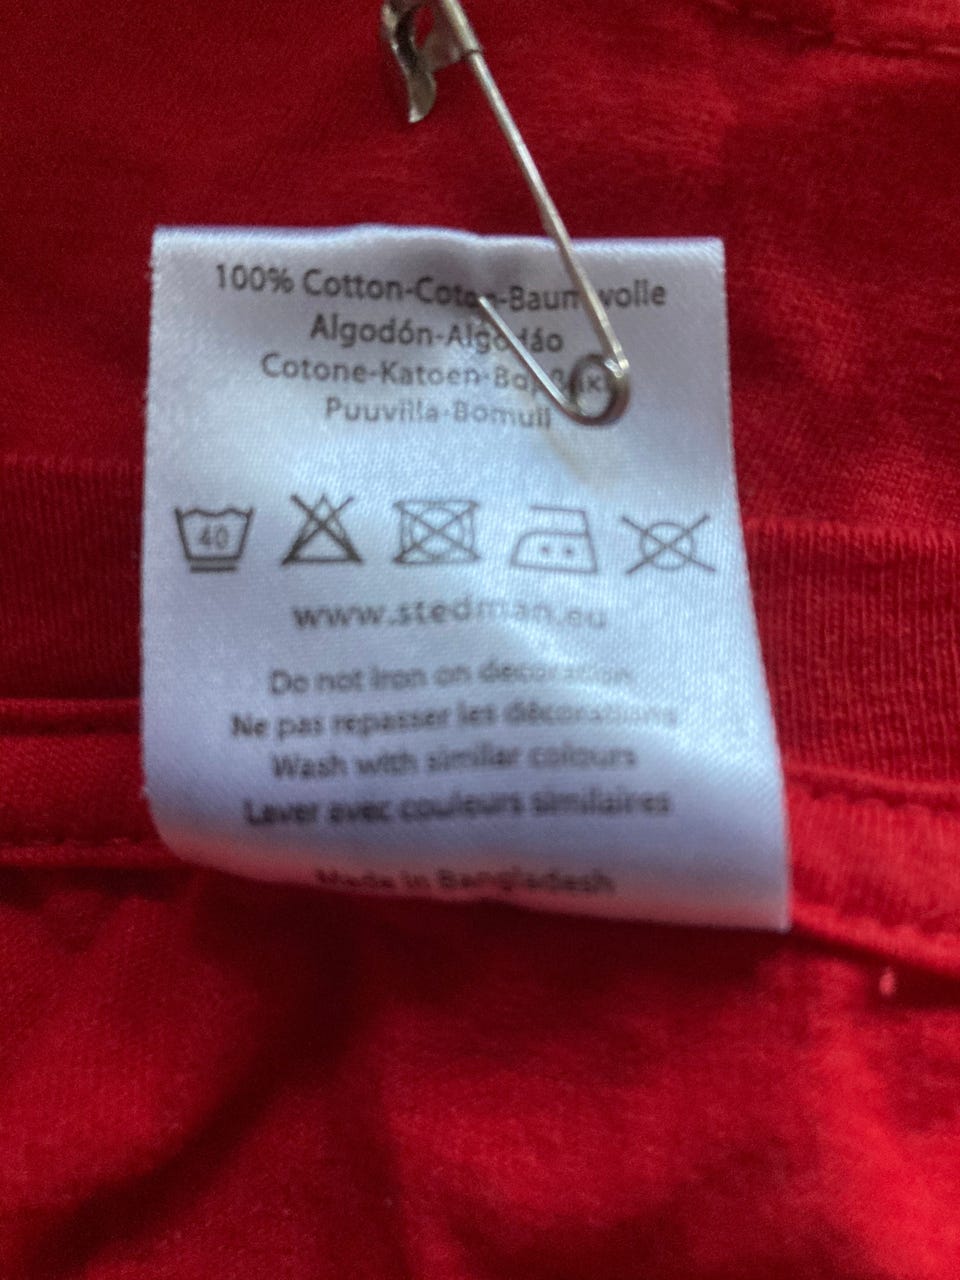 100% Cotton-Coton-Baumwolle
Algodón-Algodão
Cotone-Katoen-Βαμβάκι
Puuvilla-Bomull
40
www.stedman.eu
Do not iron on decoration
Ne pas repasser les décorations
Wash with similar colours
Laver avec couleurs similaires
Made in Bangladesh